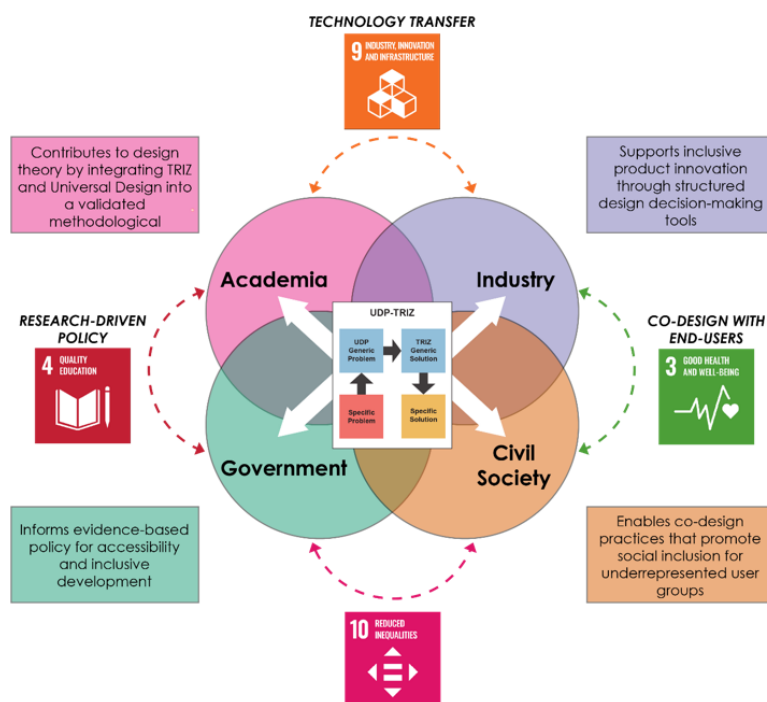 TECHNOLOGY TRANSFER
9 INDUSTRY, INNOVATION
AND INFRASTRUCTURE
Contributes to design
theory by integrating TRIZ
and Universal Design into
a validated
methodological
Supports inclusive
product innovation
through structured
design decision-making
tools
Academia
Industry
UDP-TRIZ
UDP
Generic
Problem
TRIZ
Generic
Solution
Specific
Problem
Specific
Solution
RESEARCH-DRIVEN
POLICY
4 QUALITY
EDUCATION
CO-DESIGN WITH
END-USERS
3 GOOD HEALTH
AND WELL-BEING
Government
Civil
Society
Informs evidence-based
policy for accessibility
and inclusive
development
Enables co-design
practices that promote
social inclusion for
underrepresented user
groups
10 REDUCED
INEQUALITIES